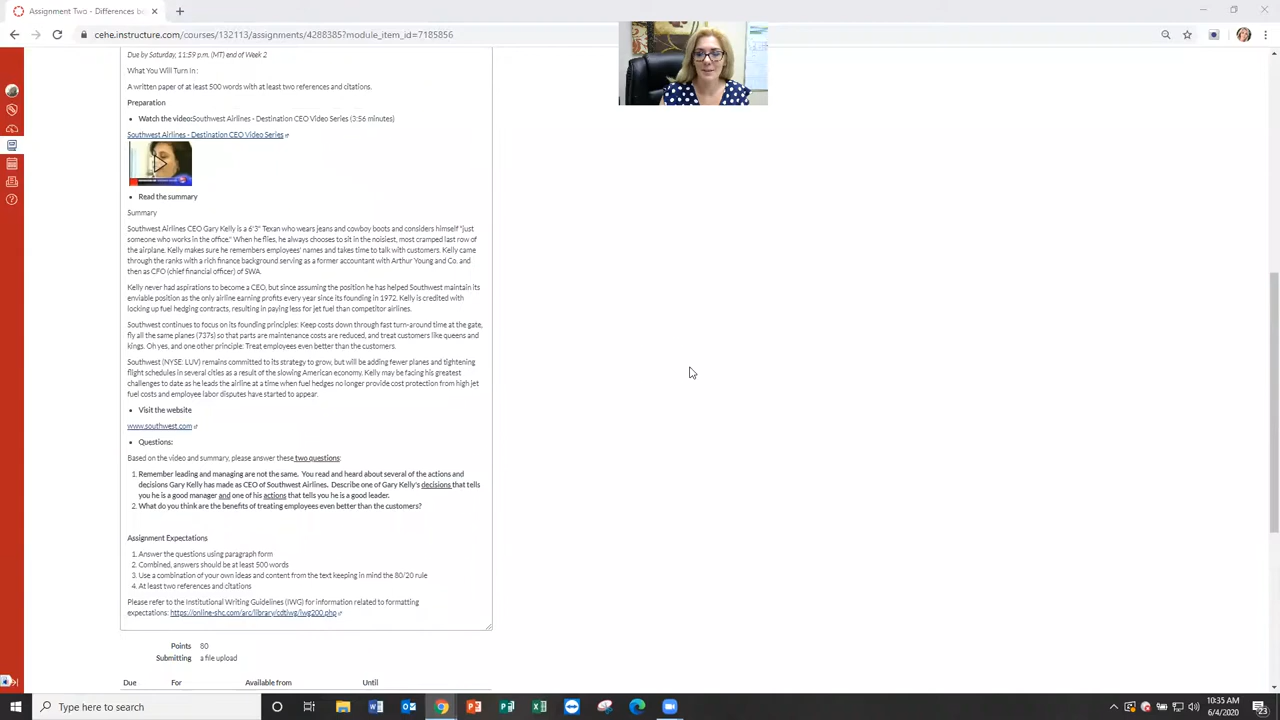 Assignment Two - Differences be
cehe.instructure.com/courses/132115/assignments/4288385?module_item_id=7185856
Due by Saturday, 11:59 p.m. (MT) end of Week 2
What You Will Turn In :
A written paper of at least 500 words with at least two references and citations.
Preparation
• Watch the video:Southwest Airlines - Destination CEO Video Series (3:56 minutes)
Southwest Airlines - Destination CEO Video Series
• Read the summary
Summary
Southwest Airlines CEO Gary Kelly is a 6'3" Texan who wears jeans and cowboy boots and considers himself "just
someone who works in the office." When he flies, he always chooses to sit in the noisiest, most cramped last row of
the airplane. Kelly makes sure he remembers employees' names and takes time to talk with customers. Kelly came
through the ranks with a rich finance background serving as a former accountant with Arthur Young and Co. and
then as CFO (chief financial officer) of SWA.
Kelly never had aspirations to become a CEO, but since assuming the position he has helped Southwest maintain its
enviable position as the only airline earning profits every year since its founding in 1972. Kelly is credited with
locking up fuel hedging contracts, resulting in paying less for jet fuel than competitor airlines.
Southwest continues to focus on its founding principles: Keep costs down through fast turn-around time at the gate,
fly all the same planes (737s) so that parts are maintenance costs are reduced, and treat customers like queens and
kings. Oh yes, and one other principle: Treat employees even better than the customers.
Southwest (NYSE: LUV) remains committed to its strategy to grow, but will be adding fewer planes and tightening
flight schedules in several cities as a result of the slowing American economy. Kelly may be facing his greatest
challenges to date as he leads the airline at a time when fuel hedges no longer provide cost protection from high jet
fuel costs and employee labor disputes have started to appear.
• Visit the website
www.southwest.com
• Questions:
Based on the video and summary, please answer these two questions:
1. Remember leading and managing are not the same. You read and heard about several of the actions and
decisions Gary Kelly has made as CEO of Southwest Airlines. Describe one of Gary Kelly's decisions that tells
you he is a good manager and one of his actions that tells you he is a good leader.
2. What do you think are the benefits of treating employees even better than the customers?
Assignment Expectations
1. Answer the questions using paragraph form
2. Combined, answers should be at least 500 words
3. Use a combination of your own ideas and content from the text keeping in mind the 80/20 rule
4. At least two references and citations
Please refer to the Institutional Writing Guidelines (IWG) for information related to formatting
expectations: https://online-shc.com/arc/library/cdtiwg/iwg200.php
Points 80
Submitting a file upload
Due For Available from Until
Type here to search
10:35 AM
6/4/2020